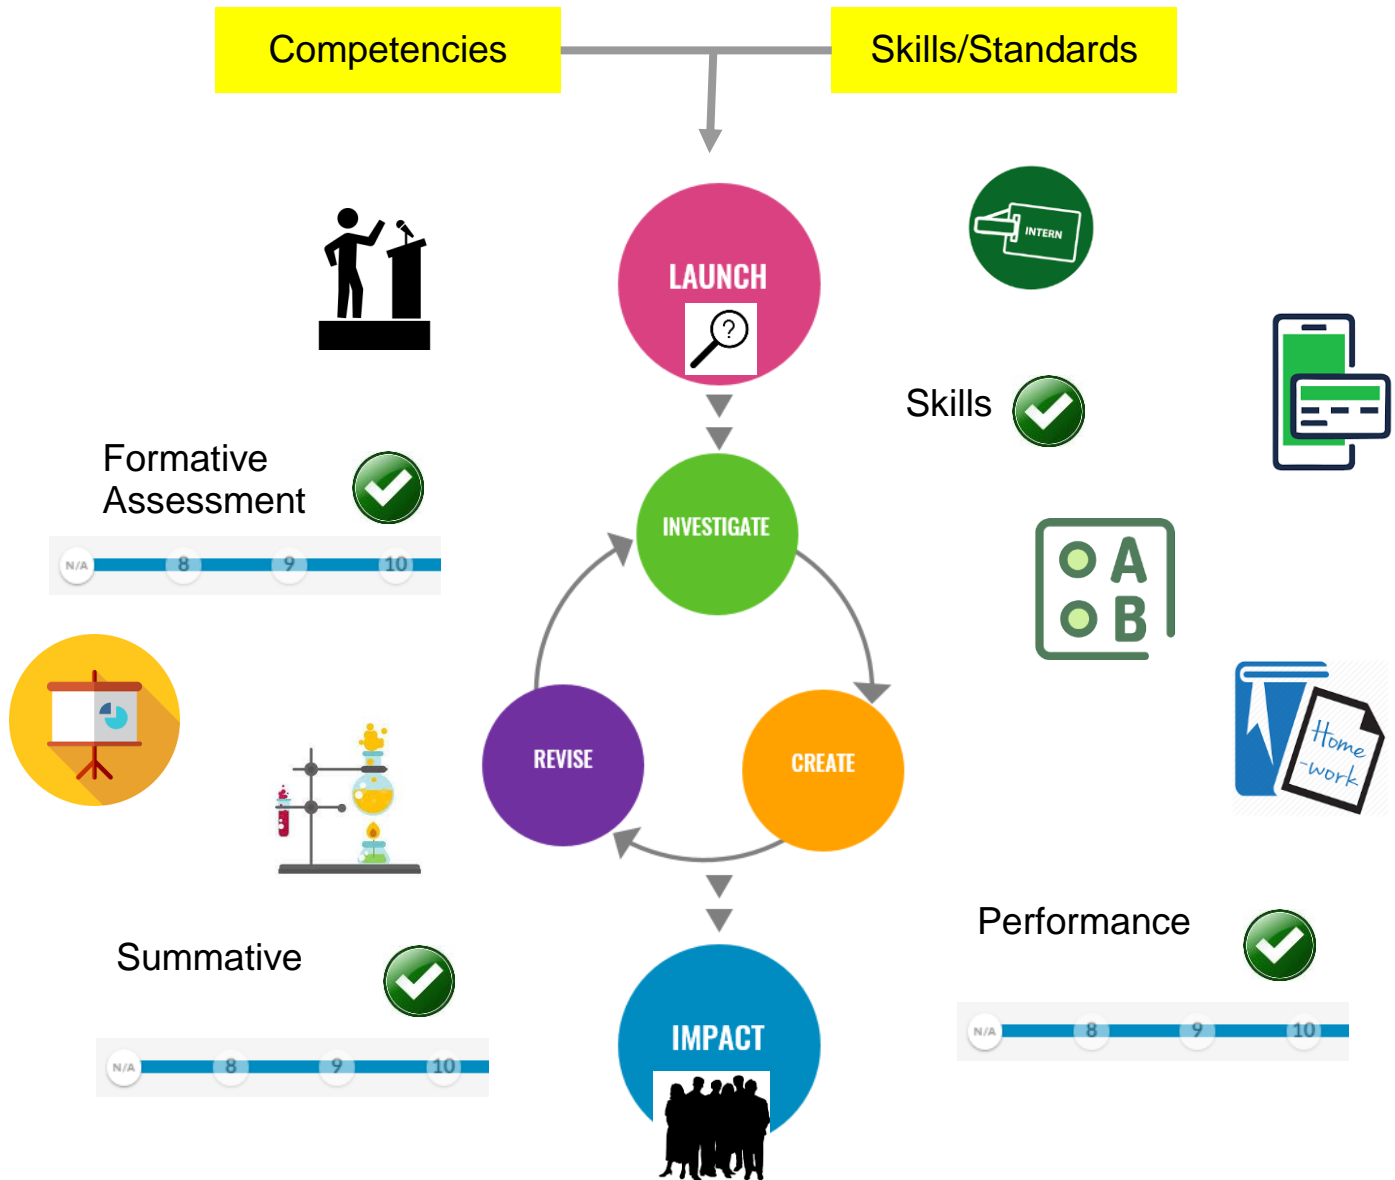 Competencies
Skills/Standards
LAUNCH
?
INTERN
Skills
Formative
Assessment
N/A 8 9 10
INVESTIGATE
A
B
REVISE
CREATE
Home
-work
Performance
Summative
N/A 8 9 10
IMPACT
N/A 8 9 10